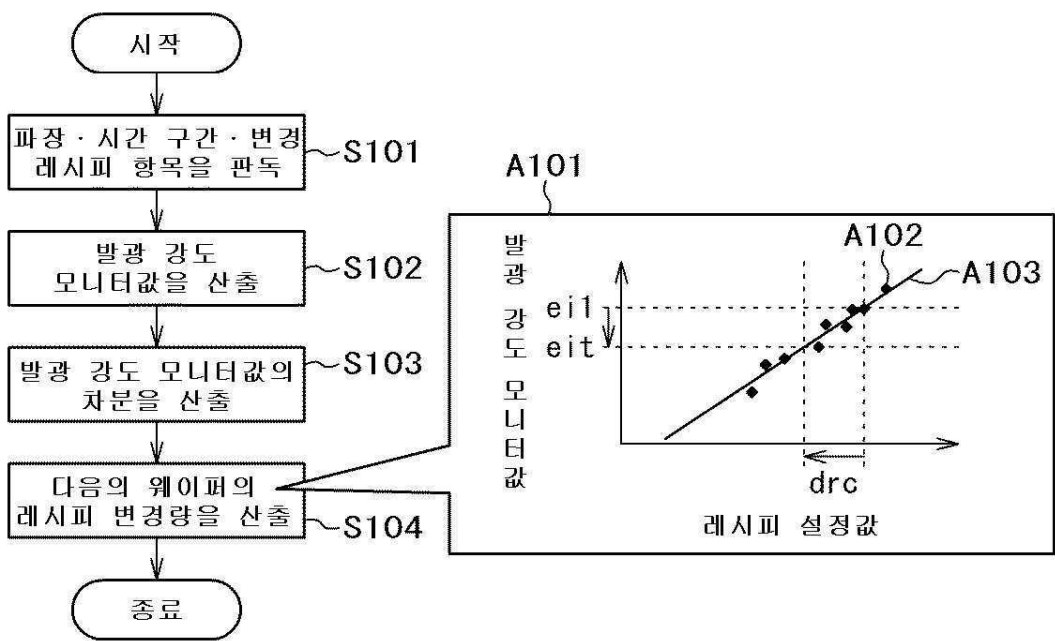 시작
파장·시간 구간·변경
레시피 항목을 판독
S101
발광 강도
모니터값을 산출
S102
발광 강도 모니터값의
차분을 산출
S103
다음의 웨이퍼의
레시피 변경량을 산출
S104
종료
A101
발광 강도 모니터값
A102
A103
ei1
eit
drc
레시피 설정값